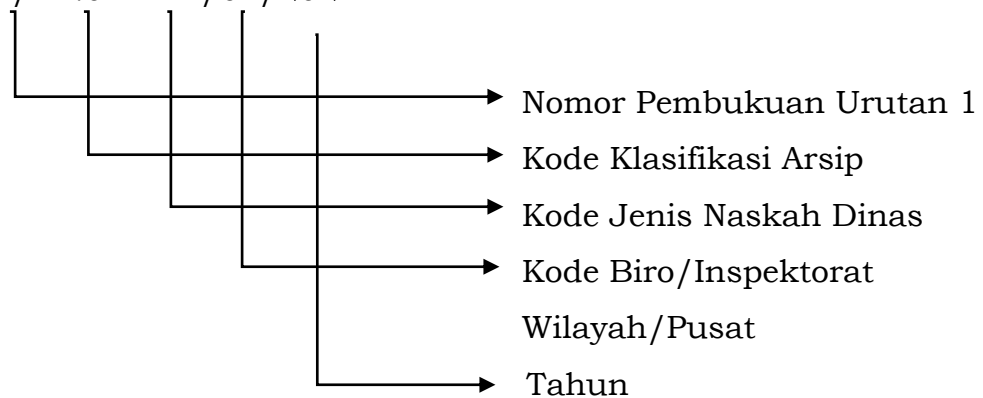 Nomor Pembukuan Urutan 1
Kode Klasifikasi Arsip
Kode Jenis Naskah Dinas
Kode Biro/Inspektorat
Wilayah/Pusat
Tahun